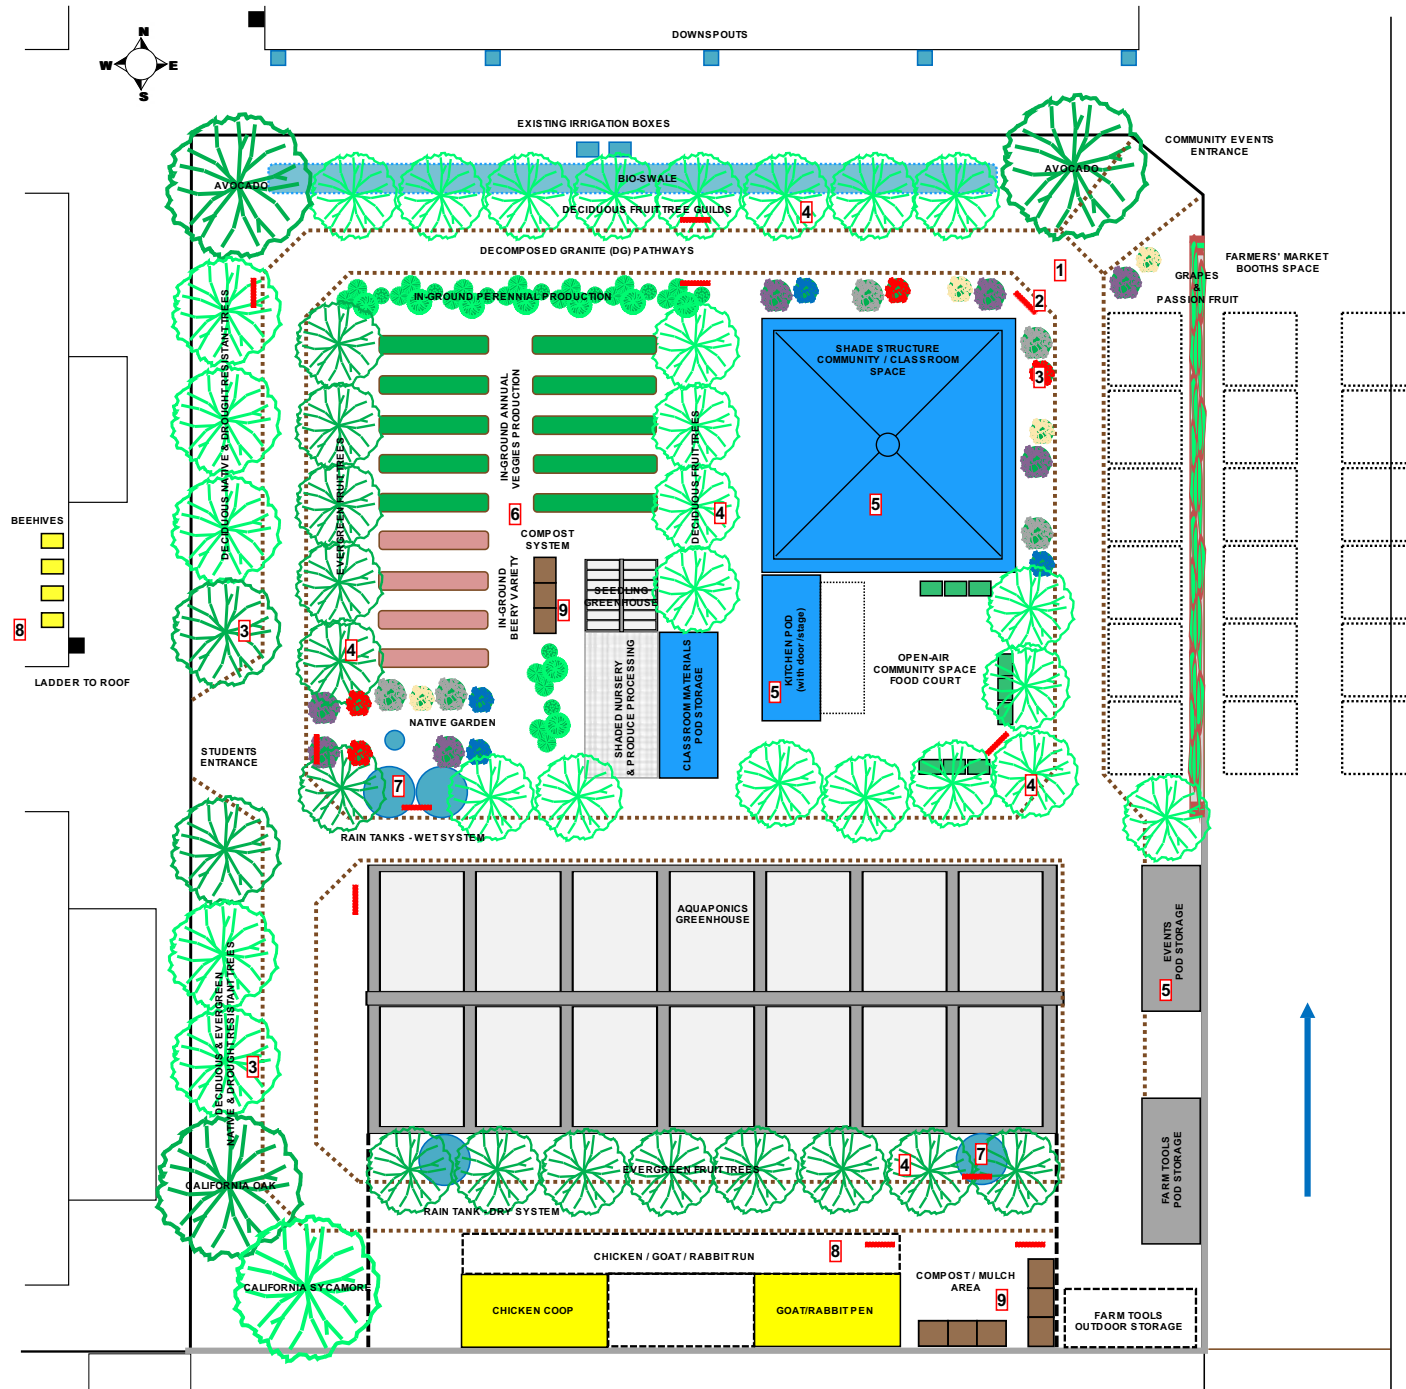 DOWNSPOUTS
N
W
E
S
EXISTING IRRIGATION BOXES
COMMUNITY EVENTS
ENTRANCE
AVOCADO
BIO-SWALE
AVOCADO
DECIDUOUS FRUIT TREE GUILDS
4
DECOMPOSED GRANITE (DG) PATHWAYS
FARMERS' MARKET
BOOTHS SPACE
1
GRAPES
&
PASSION FRUIT
2
IN-GROUND PERENNIAL PRODUCTION
DECIDUOUS NATIVE & DROUGHT RESISTANT TREES
EVERGREEN FRUIT TREES
IN-GROUND ANNUAL
VEGGIES PRODUCTION
DECIDUOUS FRUIT TREES
SHADE STRUCTURE
COMMUNITY / CLASSROOM
SPACE
3
5
4
6
BEEHIVES
8
LADDER TO ROOF
COMPOST
SYSTEM
IN-GROUND
BEERY VARIETY
9
SEEDLING
GREENHOUSE
3
4
KITCHEN POD
(with door /stage)
5
OPEN-AIR
COMMUNITY SPACE
FOOD COURT
SHADED NURSERY
& PRODUCE PROCESSING
CLASSROOM MATERIALS
POD STORAGE
NATIVE GARDEN
STUDENTS
ENTRANCE
7
4
RAIN TANKS - WET SYSTEM
AQUAPONICS
GREENHOUSE
EVENTS
POD STORAGE
5
DECIDUOUS & EVERGREEN
NATIVE & DROUGHT RESISTANT TREES
3
FARM TOOLS
POD STORAGE
EVERGREEN FRUIT TREES
4
7
CALIFORNIA OAK
RAIN TANK - DRY SYSTEM
CHICKEN / GOAT / RABBIT RUN
8
CALIFORNIA SYCAMORE
COMPOST / MULCH
AREA
9
CHICKEN COOP
GOAT/RABBIT PEN
FARM TOOLS
OUTDOOR STORAGE